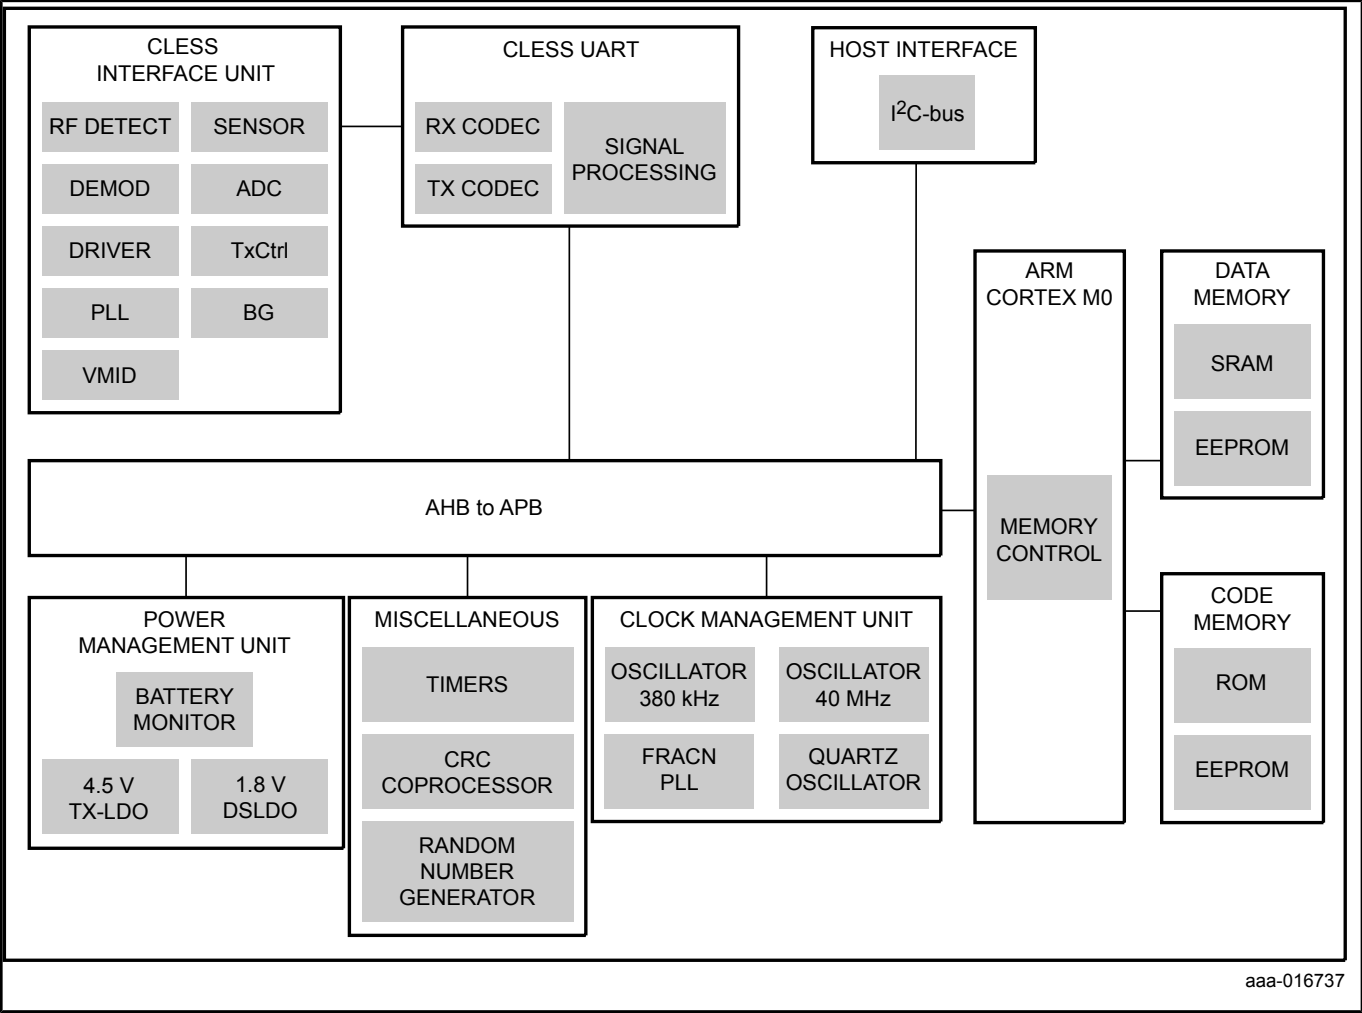 CLESS
INTERFACE UNIT
RF DETECT
SENSOR
DEMOD
ADC
DRIVER
TxCtrl
PLL
BG
VMID
CLESS UART
RX CODEC
TX CODEC
SIGNAL
PROCESSING
HOST INTERFACE
I2C-bus
ARM
CORTEX M0
MEMORY
CONTROL
DATA
MEMORY
SRAM
EEPROM
AHB to APB
CODE
MEMORY
ROM
EEPROM
POWER
MANAGEMENT UNIT
BATTERY
MONITOR
4.5 V
TX-LDO
1.8 V
DSLDO
MISCELLANEOUS
TIMERS
CRC
COPROCESSOR
RANDOM
NUMBER
GENERATOR
CLOCK MANAGEMENT UNIT
OSCILLATOR
380 kHz
OSCILLATOR
40 MHz
FRACN
PLL
QUARTZ
OSCILLATOR
aaa-016737